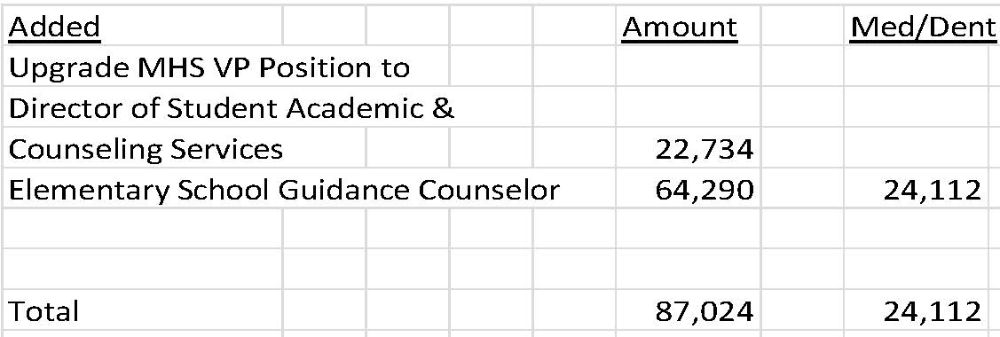 Added Amount Med/Dent
Upgrade MHS VP Position to
Director of Student Academic &
Counseling Services 22,734
Elementary School Guidance Counselor 64,290 24,112
Total 87,024 24,112